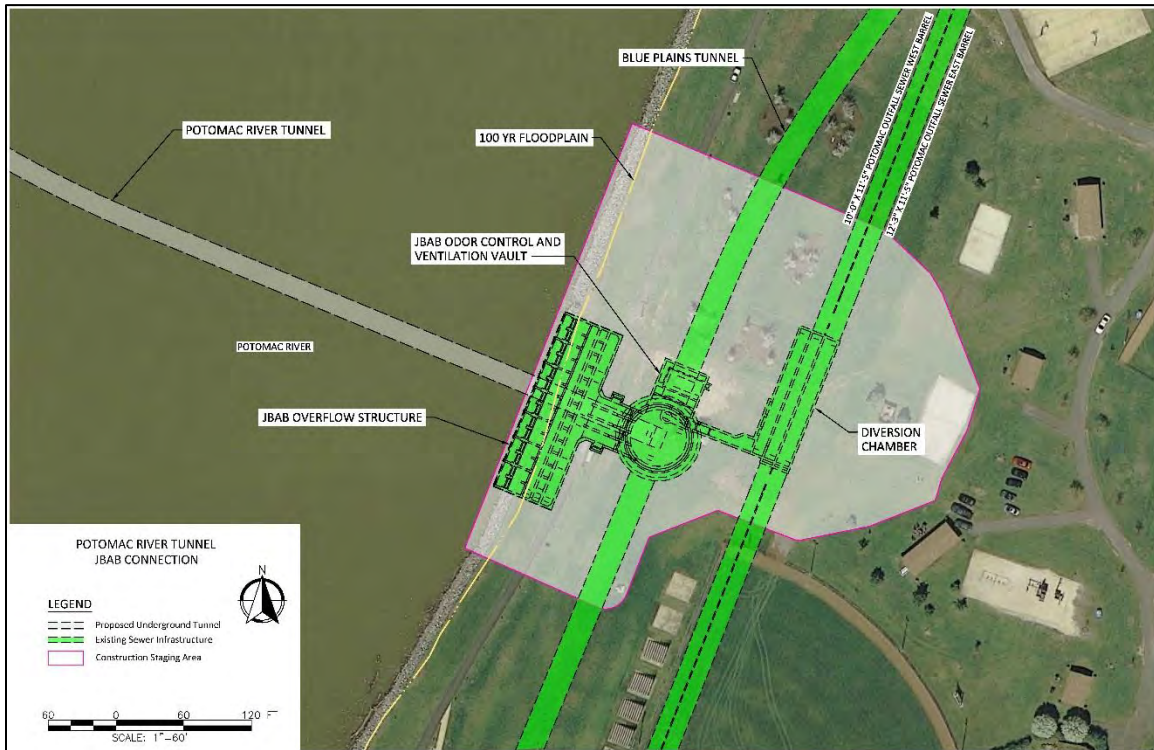 BLUE PLAINS TUNNEL
10'-0" X 11'-5" POTOMAC OUTFALL SEWER WEST BARREL
12'-3" X 11'-5" POTOMAC OUTFALL SEWER EAST BARREL
POTOMAC RIVER TUNNEL
100 YR FLOODPLAIN
JBAB ODOR CONTROL AND
VENTILATION VAULT
POTOMAC RIVER
JBAB OVERFLOW STRUCTURE
DIVERSION
CHAMBER
POTOMAC RIVER TUNNEL
JBAB CONNECTION
N
LEGEND
Proposed Underground Tunnel
Existing Sewer Infrastructure
Construction Staging Area
60 0 60 120 F
SCALE: 1"-60'